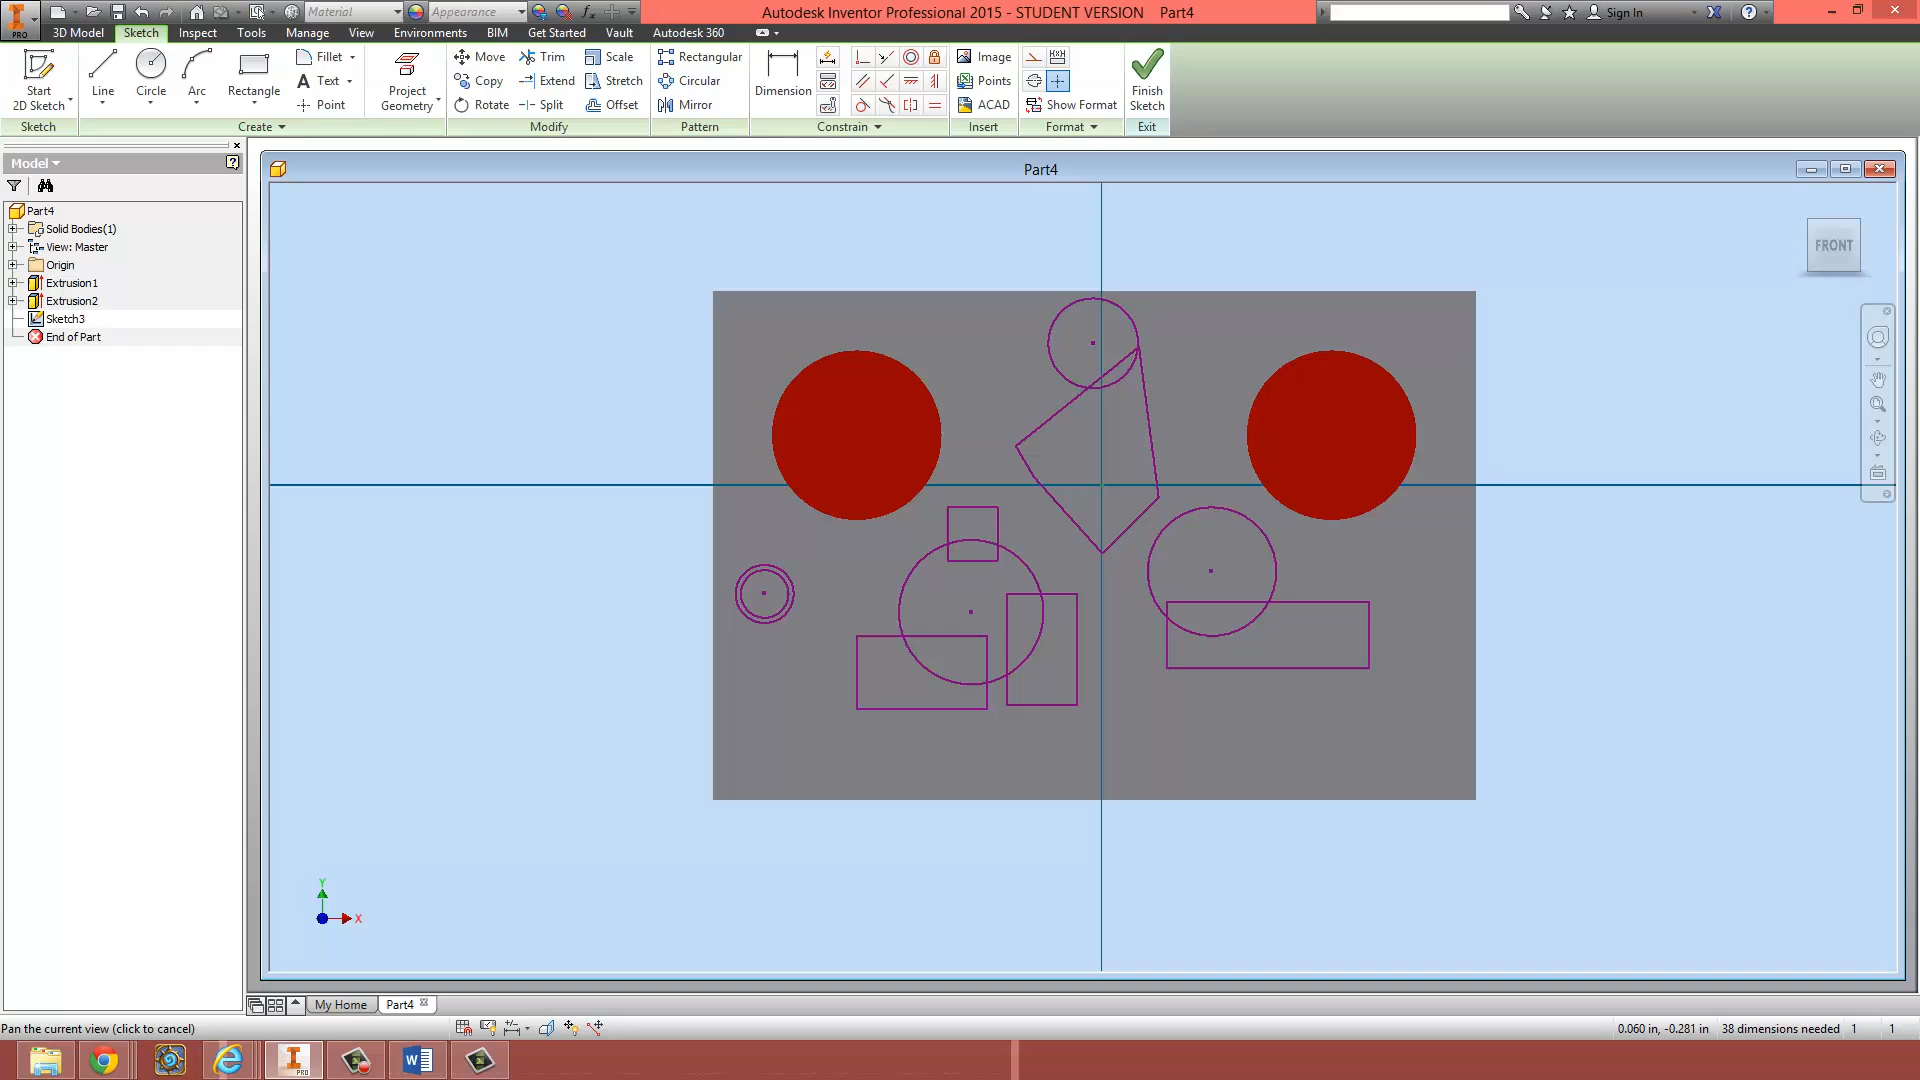 Material
Appearance
Autodesk Inventor Professional 2015 - STUDENT VERSION Part4
Sign In
PRO
3D Model Sketch Inspect Tools Manage View Environments BIM Get Started Vault Autodesk 360
Start
2D Sketch
Line
Circle
Arc
Rectangle
Fillet
Text
Point
Project
Geometry
Move
Copy
Rotate
Trim
Extend
Split
Scale
Stretch
Offset
Rectangular
Circular
Mirror
Dimension
Image
Points
ACAD
Show Format
Finish
Sketch
Sketch
Create
Modify
Pattern
Constrain
Insert
Format
Exit
Model
Part4
Solid Bodies(1)
View: Master
Origin
Extrusion1
Extrusion2
Sketch3
End of Part
Part4
FRONT
Y
X
My Home
Part4
Pan the current view (click to cancel)
0.060 in, -0.281 in
38 dimensions needed
1
1
PRO